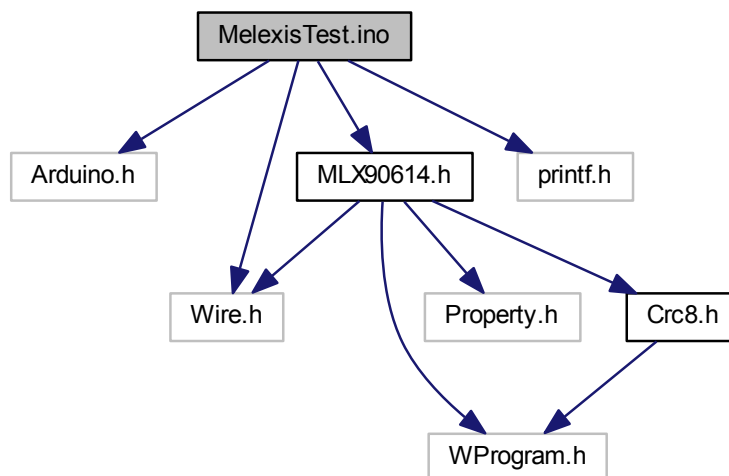 MelexisTest.ino
Arduino.h
MLX90614.h
printf.h
Wire.h
Property.h
Crc8.h
WProgram.h